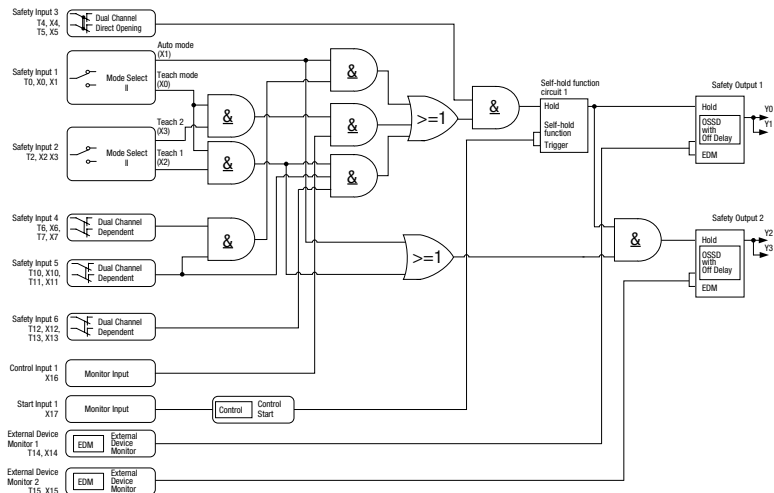 Safety Input 3
T4, X4,
T5, X5
Dual Channel
Direct Opening
Auto mode
(X1)
Safety Input 1
T0, X0, X1
Mode Select
II
Teach mode
(X0)
Teach 2
(X3)
Safety Input 2
T2, X2 X3
Mode Select
II
Teach 1
(X2)
Safety Input 4
T6, X6,
T7, X7
Dual Channel
Dependent
Safety Input 5
T10, X10,
T11, X11
Dual Channel
Dependent
Safety Input 6
T12, X12,
T13, X13
Dual Channel
Dependent
Control Input 1
X16
Monitor Input
Start Input 1
X17
Monitor Input
Control
Control
Start
External Device
Monitor 1
T14, X14
EDM
External
Device
Monitor
External Device
Monitor 2
T15, X15
EDM
External
Device
Monitor
&
&
&
&
&
&
>=1
>=1
&
Self-hold function
circuit 1
Hold
Self-hold
function
Trigger
&
Safety Output 1
Hold
OSSD
with
Off Delay
EDM
Y0
Y1
Safety Output 2
Hold
OSSD
with
Off Delay
EDM
Y2
Y3